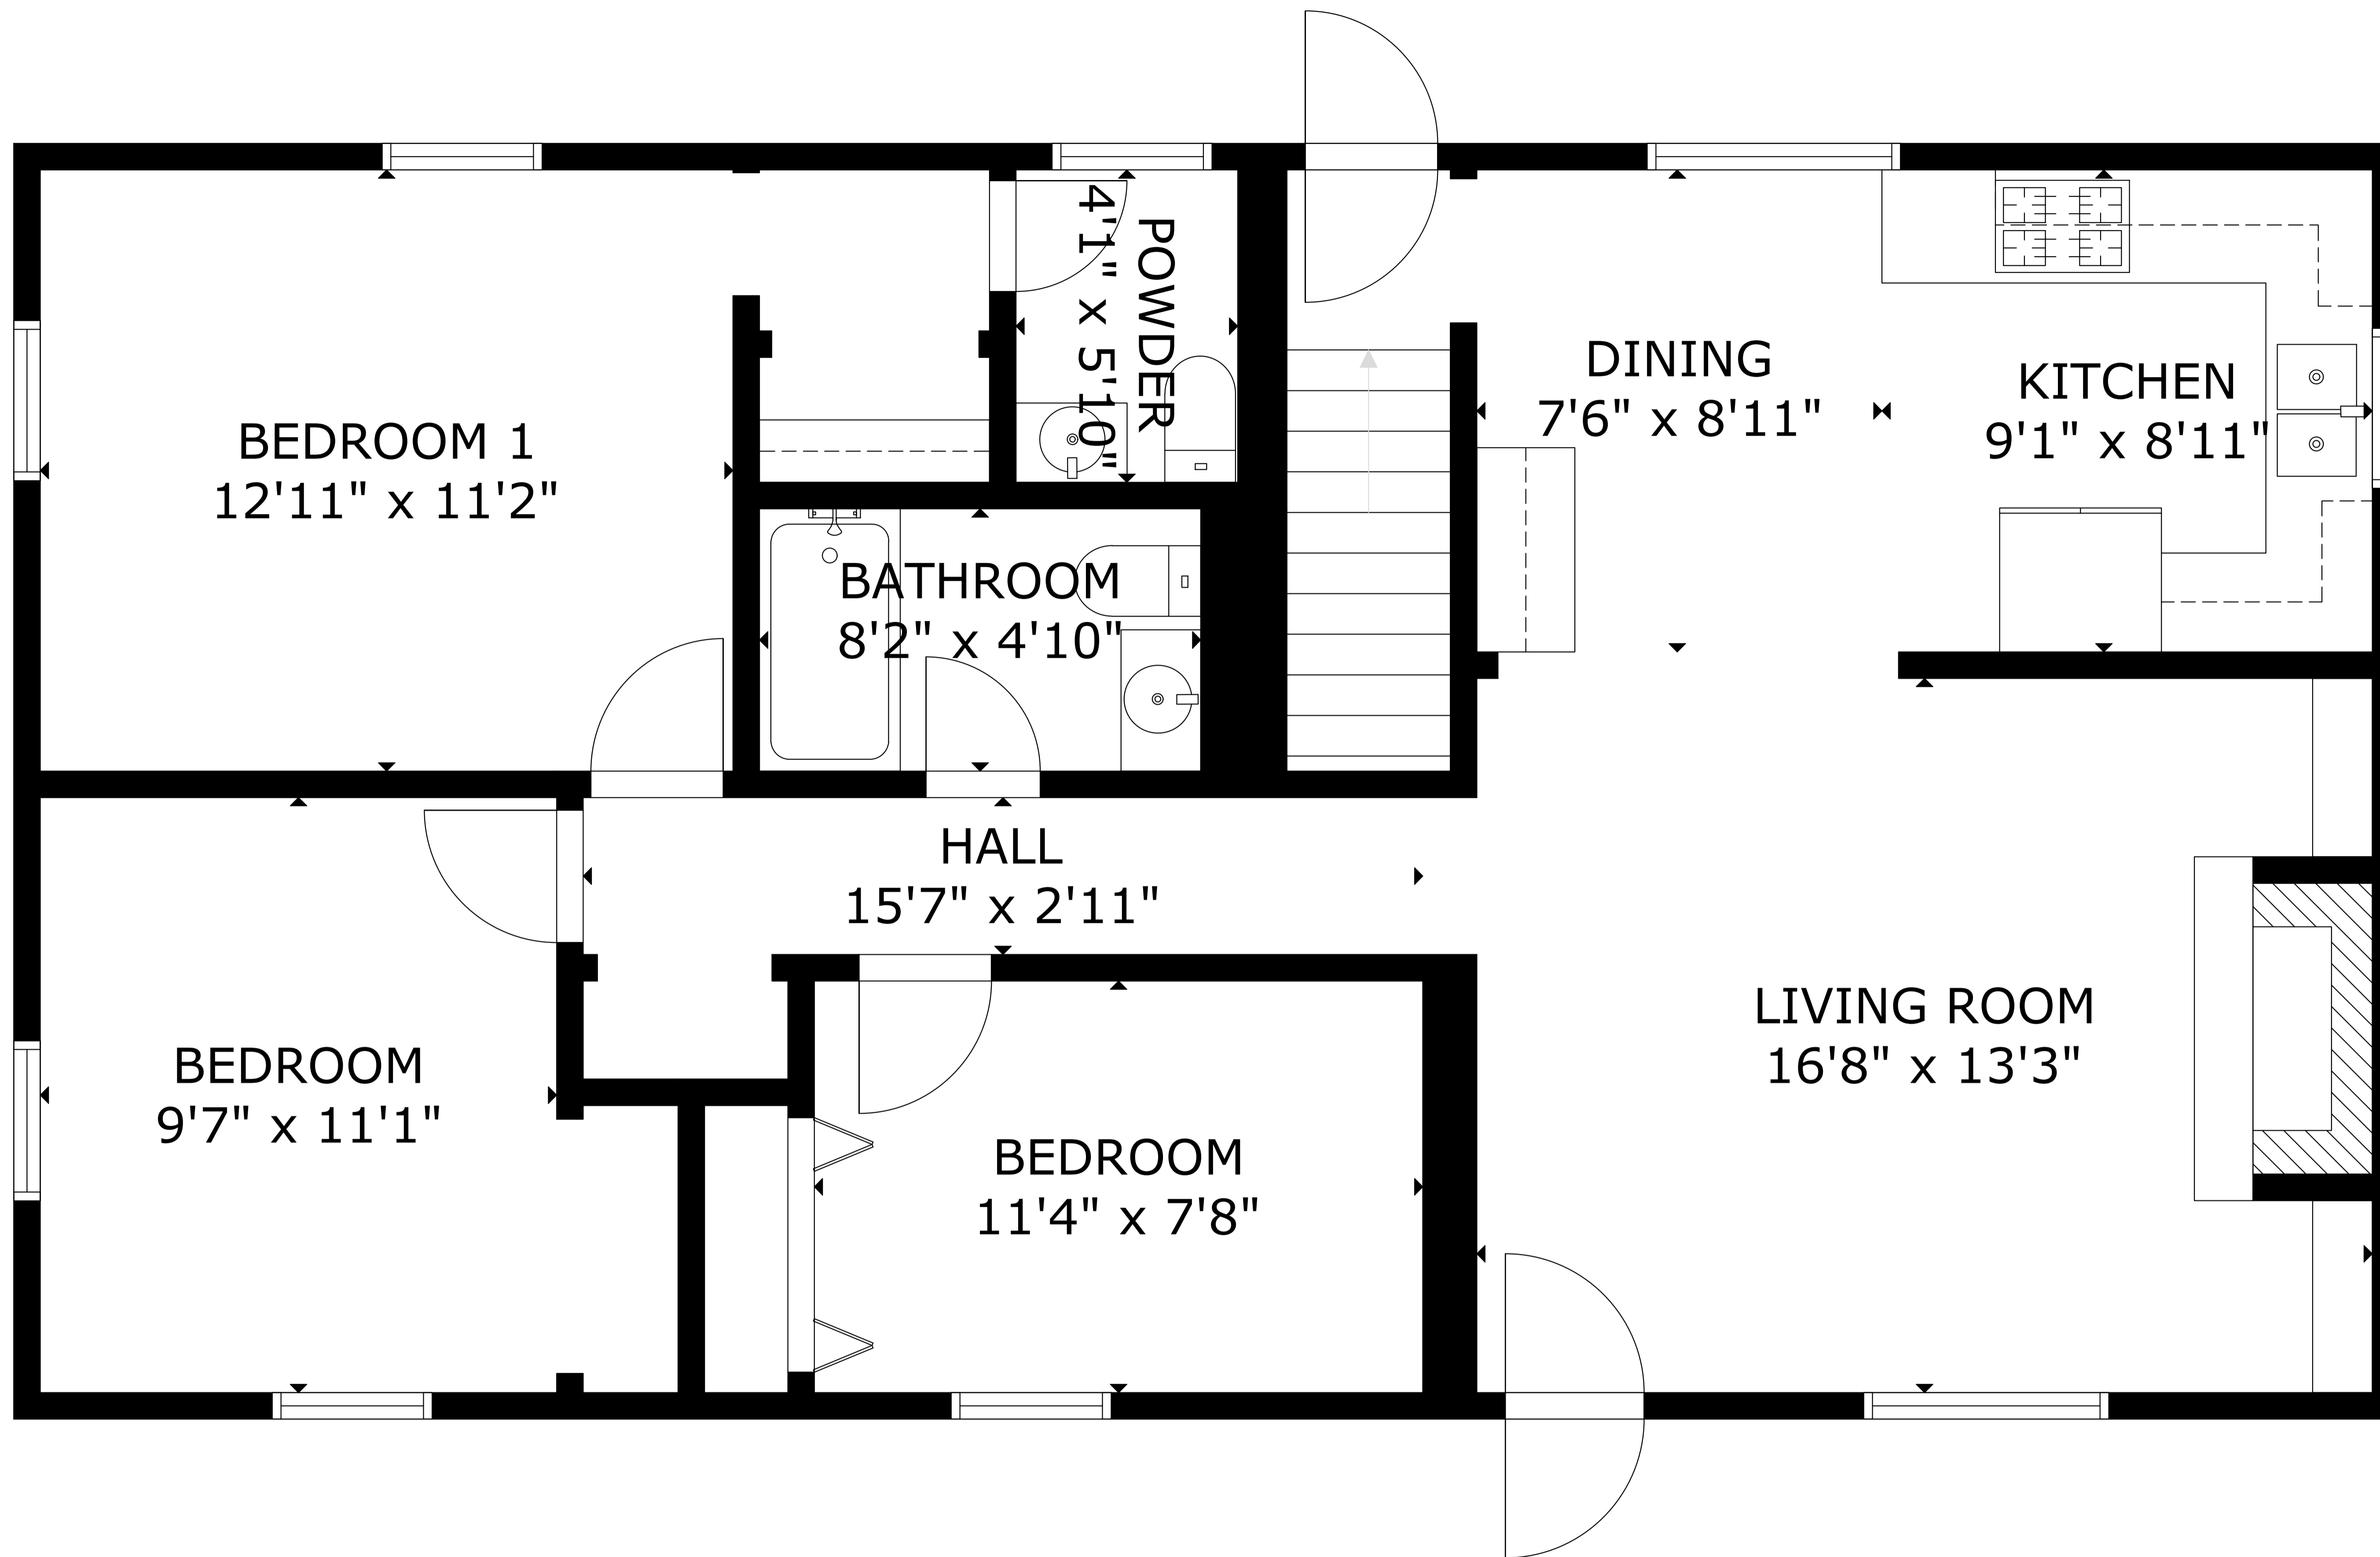 POWDER
4'1" x 5'10"
DINING
7'6" x 8'11"
KITCHEN
9'1" x 8'11"
BEDROOM 1
12'11" x 11'2"
BATHROOM
8'2" x 4'10"
HALL
15'7" x 2'11"
LIVING ROOM
16'8" x 13'3"
BEDROOM
9'7" x 11'1"
BEDROOM
11'4" x 7'8"